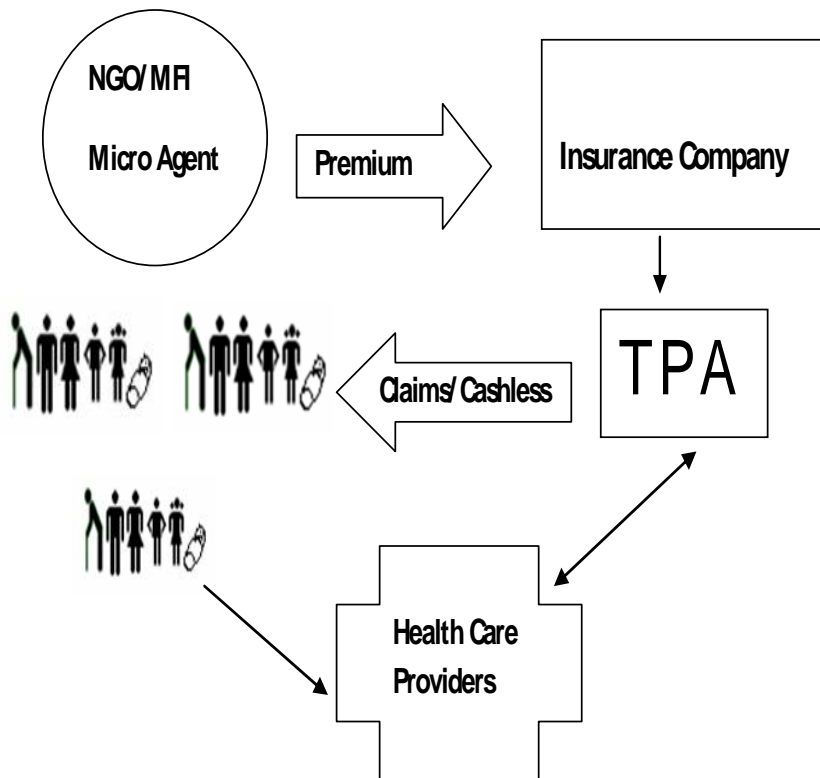 NGO/MFI
Micro Agent
Premium
Insurance Company
TPA
Claims/Cashless
Health Care
Providers